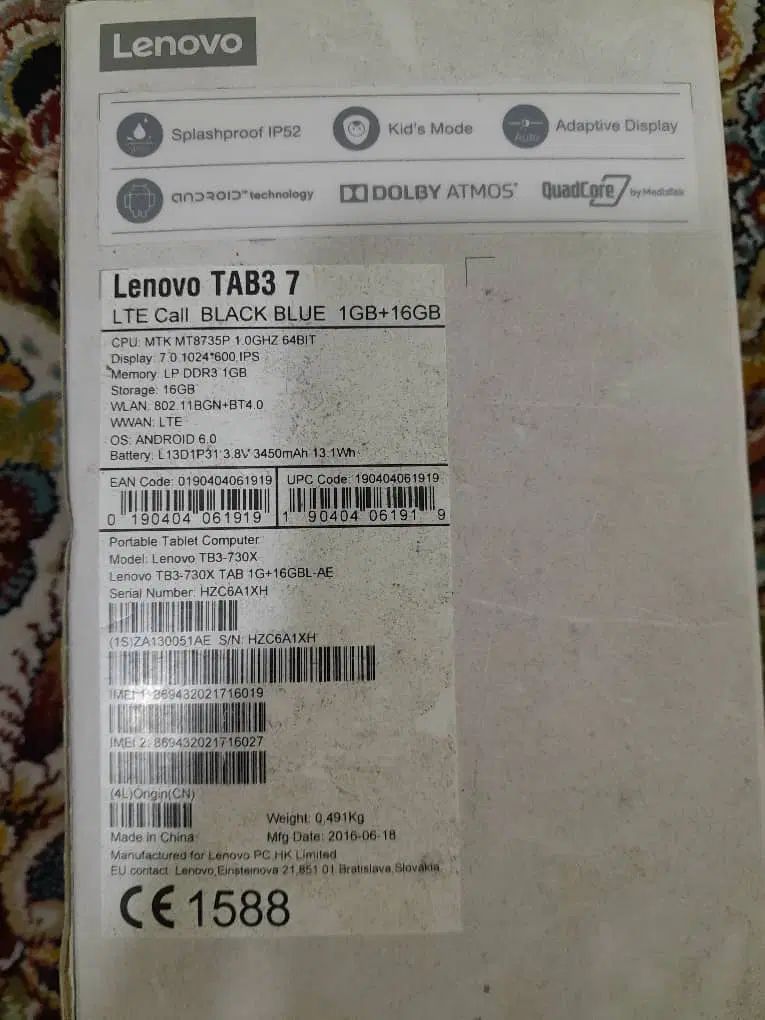 Lenovo
Splashproof IP52
Kid's Mode
Auto
Adaptive Display
ANDROID™ technology
DOLBY ATMOS®
QuadCore by MediaTek
Lenovo TAB3 7
LTE Call BLACK BLUE 1GB+16GB
CPU: MTK MT8735P 1.0GHZ 64BIT
Display: 7.0 1024*600 IPS
Memory: LP DDR3 1GB
Storage: 16GB
WLAN: 802.11BGN+BT4.0
WWAN: LTE
OS: ANDROID 6.0
Battery: L13D1P31 3.8V 3450mAh 13.1Wh
EAN Code: 0190404061919
UPC Code: 190404061919
0 190404 061919
1 90404 06191 9
Portable Tablet Computer
Model: Lenovo TB3-730X
Lenovo TB3-730X TAB 1G+16GBL-AE
Serial Number: HZC6A1XH
(1S)ZA130051AE S/N: HZC6A1XH
IMEI 1: 869432021716019
IMEI 2: 869432021716027
(4L)Origin(CN)
Weight: 0.491Kg
Made in China
Mfg Date: 2016-06-18
Manufactured for Lenovo PC HK Limited
EU contact: Lenovo,Einsteinova 21,851 01 Bratislava,Slovakia
CE 1588